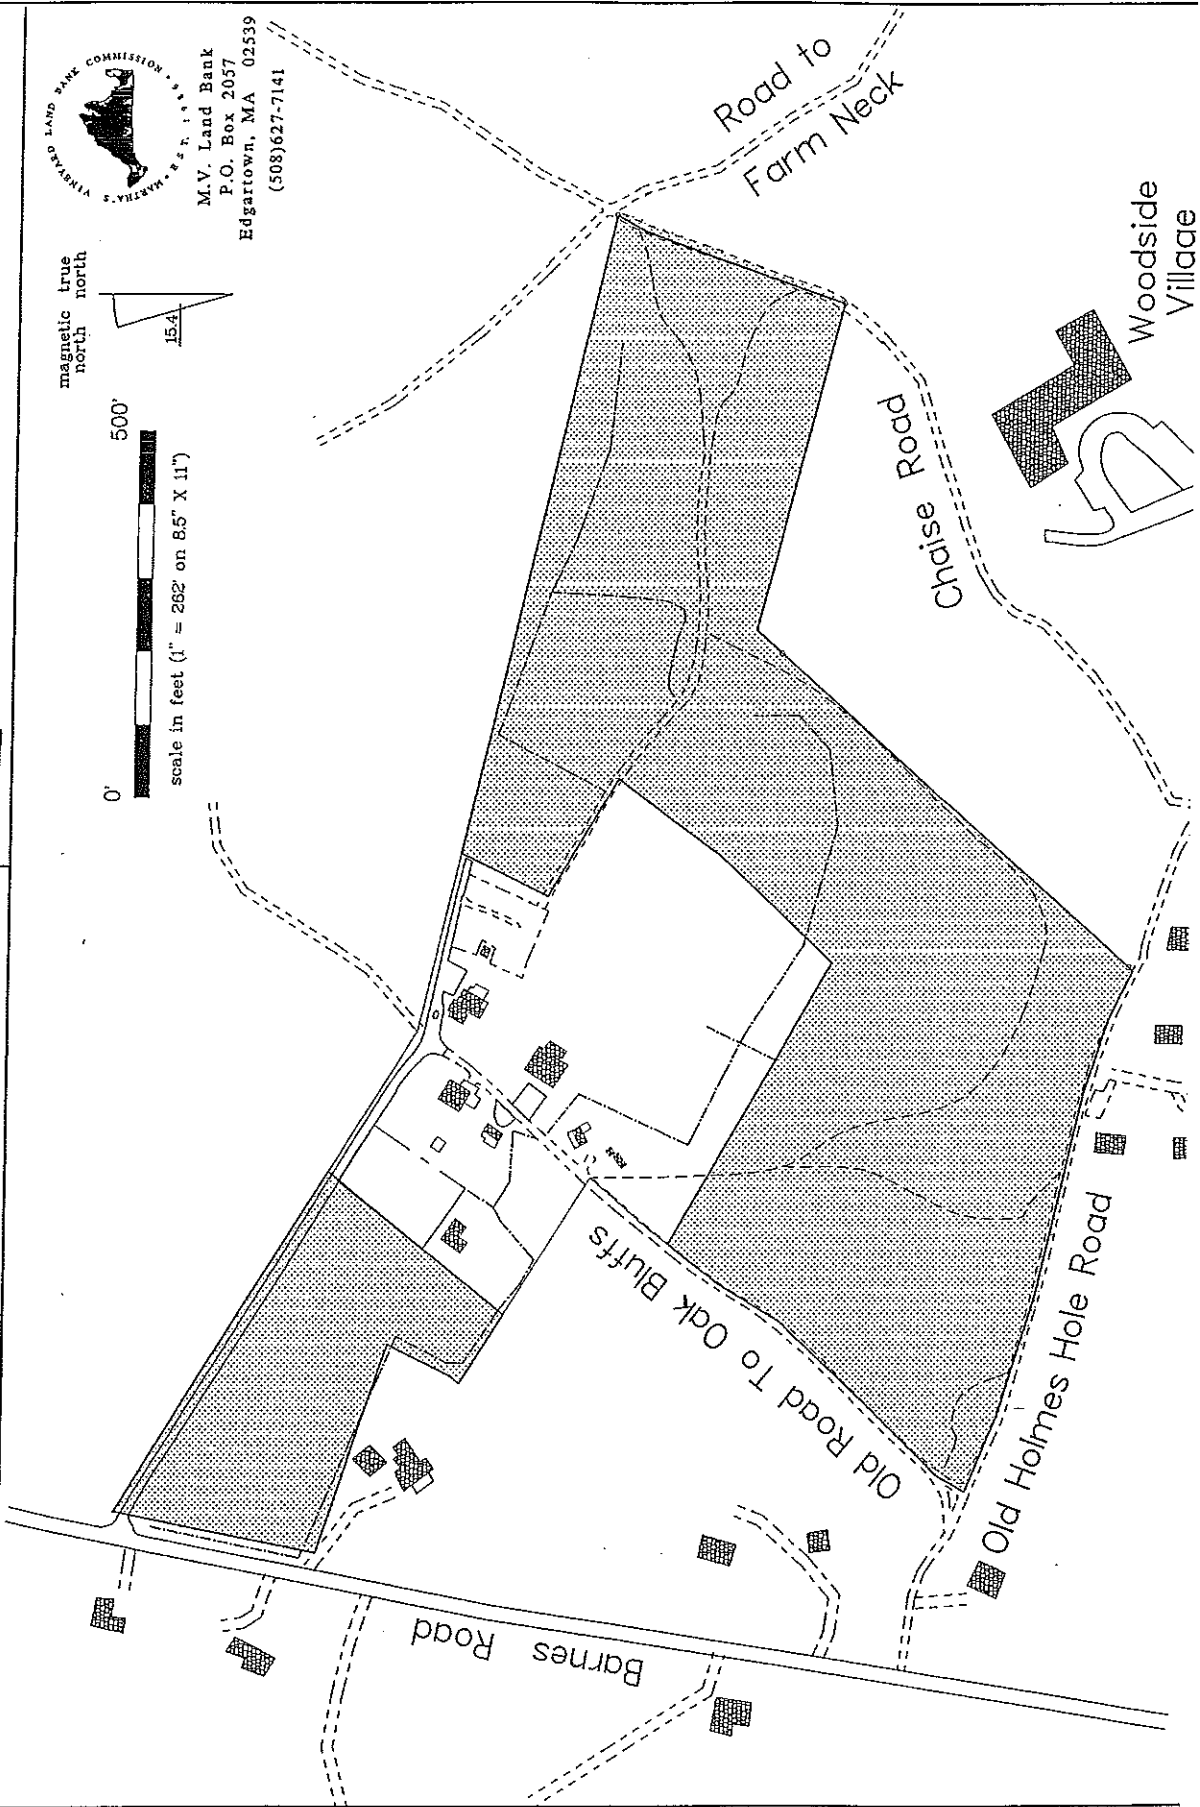 MARTHA'S VINEYARD LAND BANK COMMISSION • EST. 1986 •
M.V. Land Bank
P.O. Box 2057
Edgartown, MA 02539
(508)627-7141
magnetic north
true north
15.4
0'
500'
scale in feet (1" = 262' on 8.5" X 11")
Road to
Farm Neck
Woodside
Village
Chaise Road
Old Road To Oak Bluffs
Old Holmes Hole Road
Barnes Road